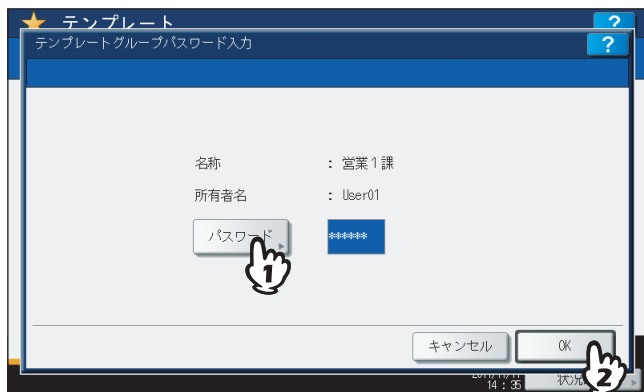 テンプレート ?
テンプレートグループパスワード入力 ?
名称 : 営業1課
所有者名 : User01
パスワード ******
1
キャンセル OK
2
14:35 状況